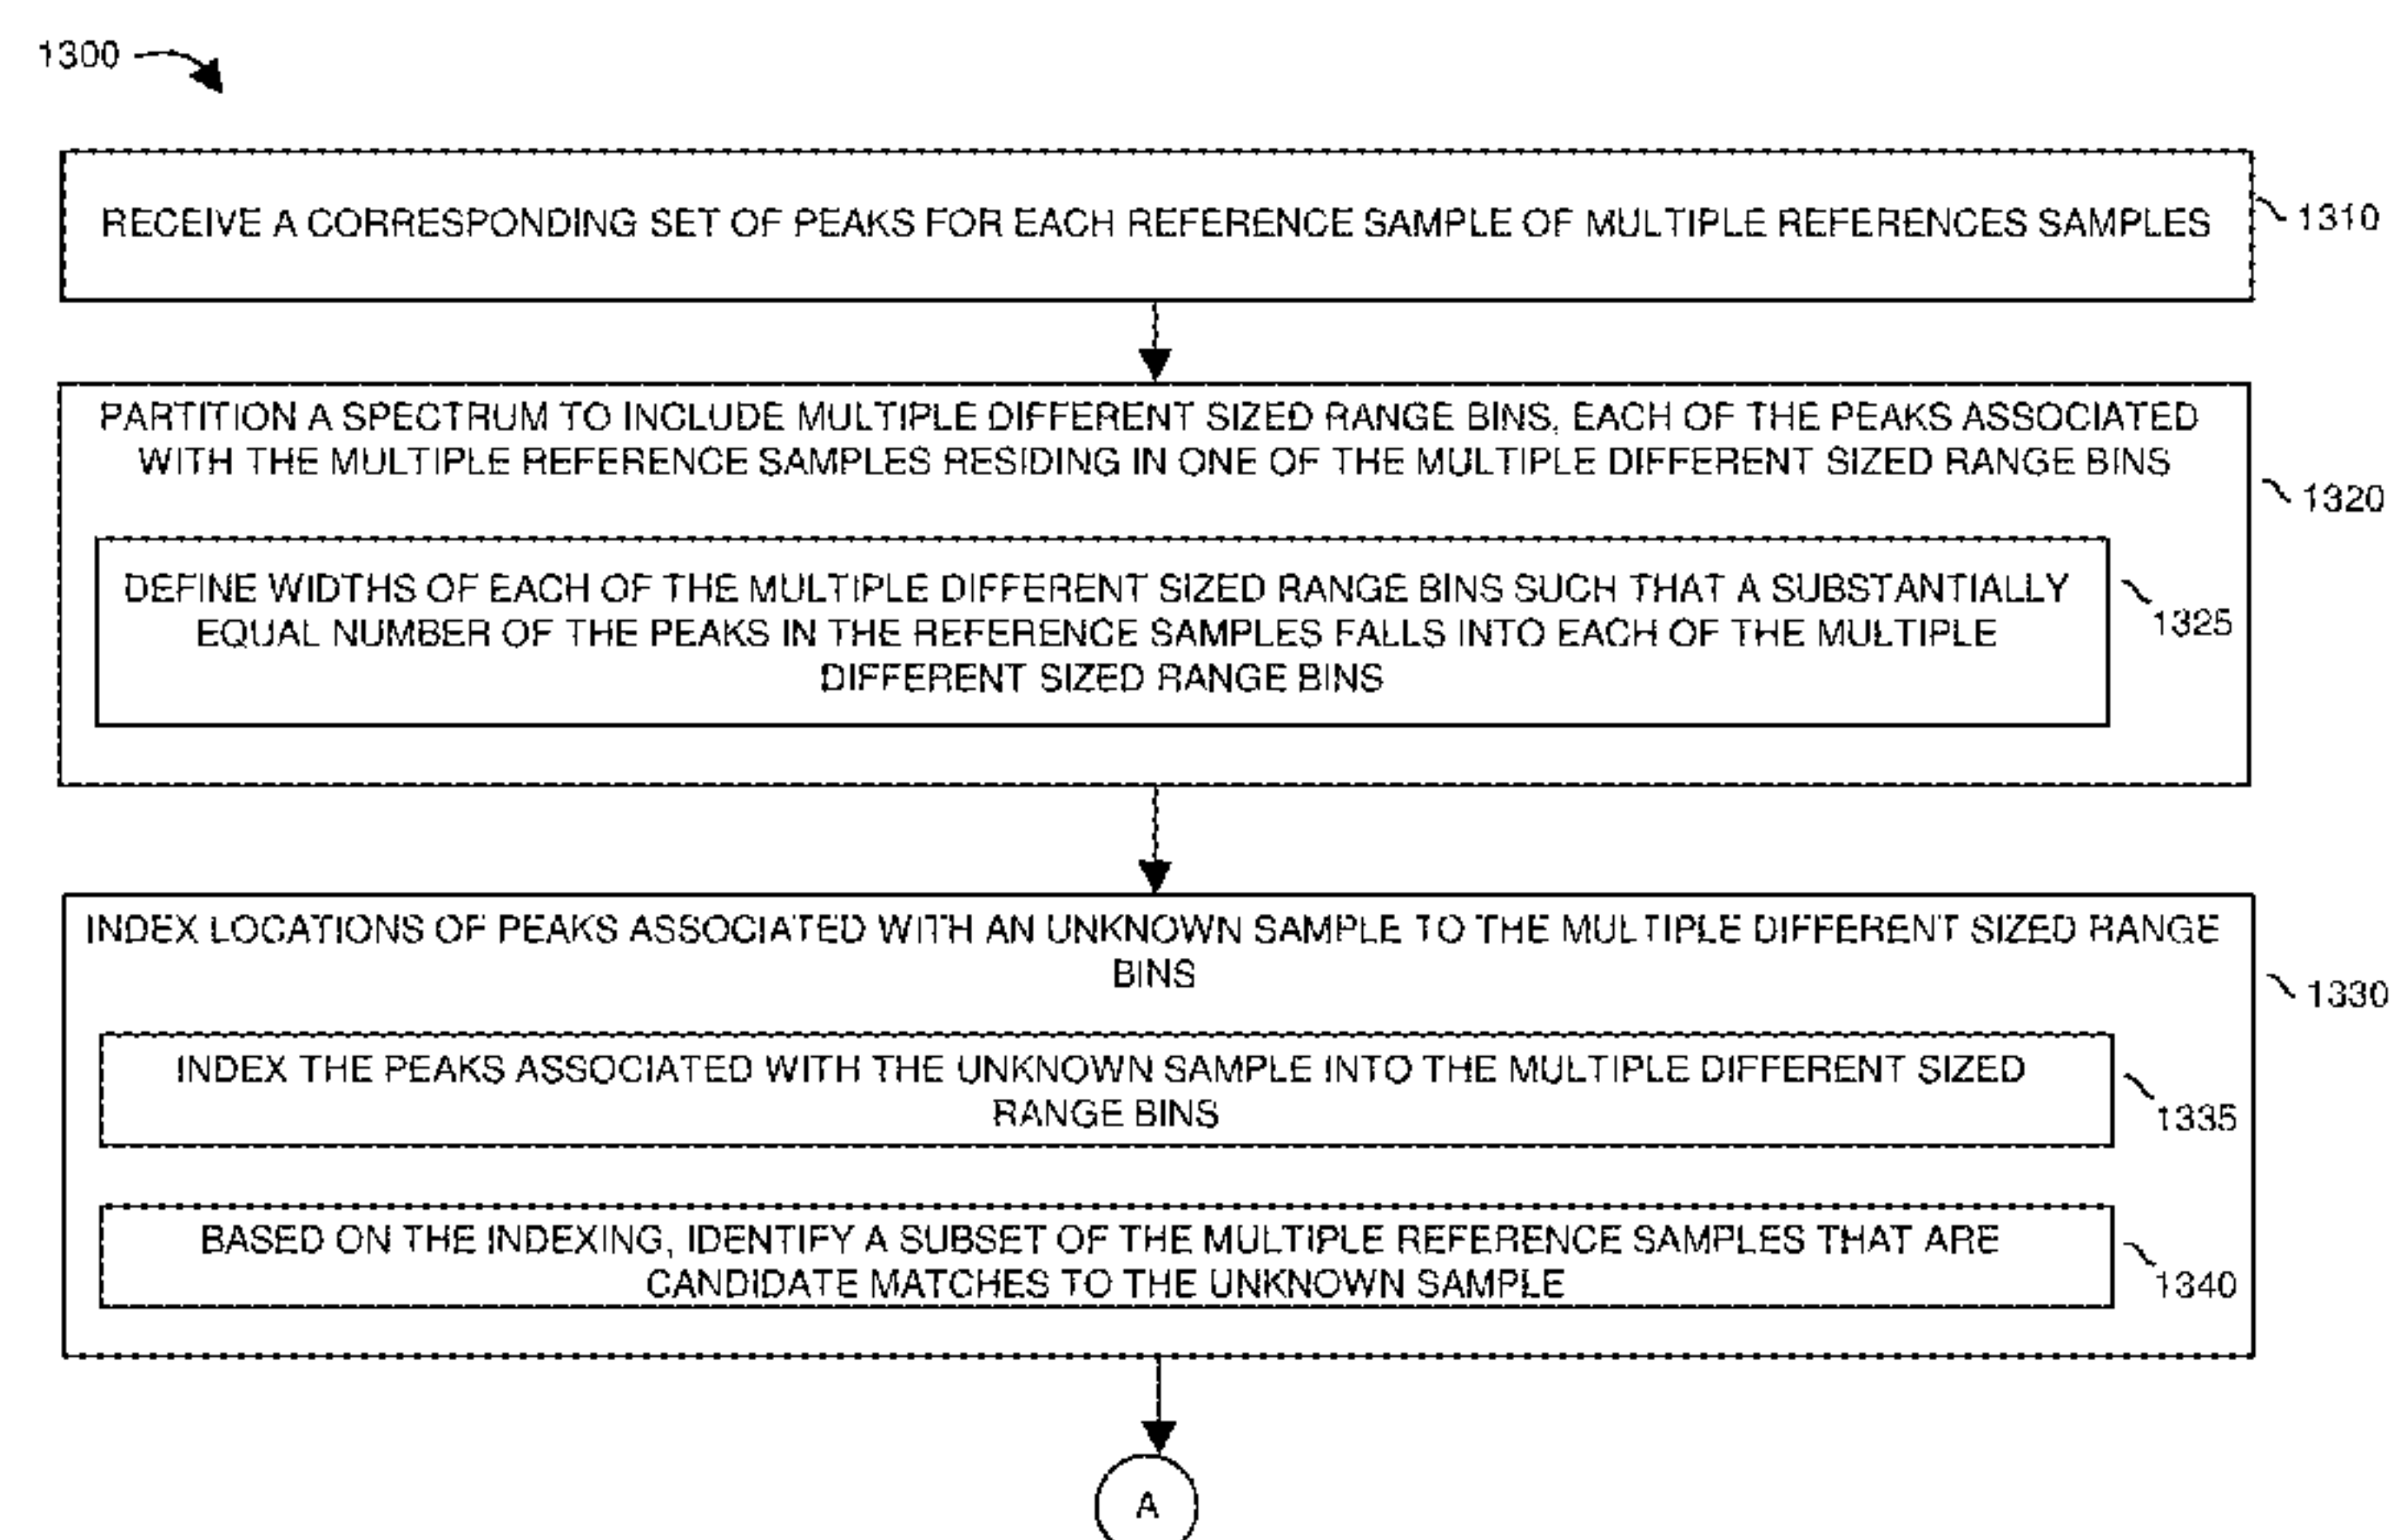 1300
RECEIVE A CORRESPONDING SET OF PEAKS FOR EACH REFERENCE SAMPLE OF MULTIPLE REFERENCES SAMPLES
1310
PARTITION A SPECTRUM TO INCLUDE MULTIPLE DIFFERENT SIZED RANGE BINS, EACH OF THE PEAKS ASSOCIATED
WITH THE MULTIPLE REFERENCE SAMPLES RESIDING IN ONE OF THE MULTIPLE DIFFERENT SIZED RANGE BINS
1320
DEFINE WIDTHS OF EACH OF THE MULTIPLE DIFFERENT SIZED RANGE BINS SUCH THAT A SUBSTANTIALLY
EQUAL NUMBER OF THE PEAKS IN THE REFERENCE SAMPLES FALLS INTO EACH OF THE MULTIPLE
DIFFERENT SIZED RANGE BINS
1325
INDEX LOCATIONS OF PEAKS ASSOCIATED WITH AN UNKNOWN SAMPLE TO THE MULTIPLE DIFFERENT SIZED RANGE
BINS
1330
INDEX THE PEAKS ASSOCIATED WITH THE UNKNOWN SAMPLE INTO THE MULTIPLE DIFFERENT SIZED
RANGE BINS
1335
BASED ON THE INDEXING, IDENTIFY A SUBSET OF THE MULTIPLE REFERENCE SAMPLES THAT ARE
CANDIDATE MATCHES TO THE UNKNOWN SAMPLE
1340
A